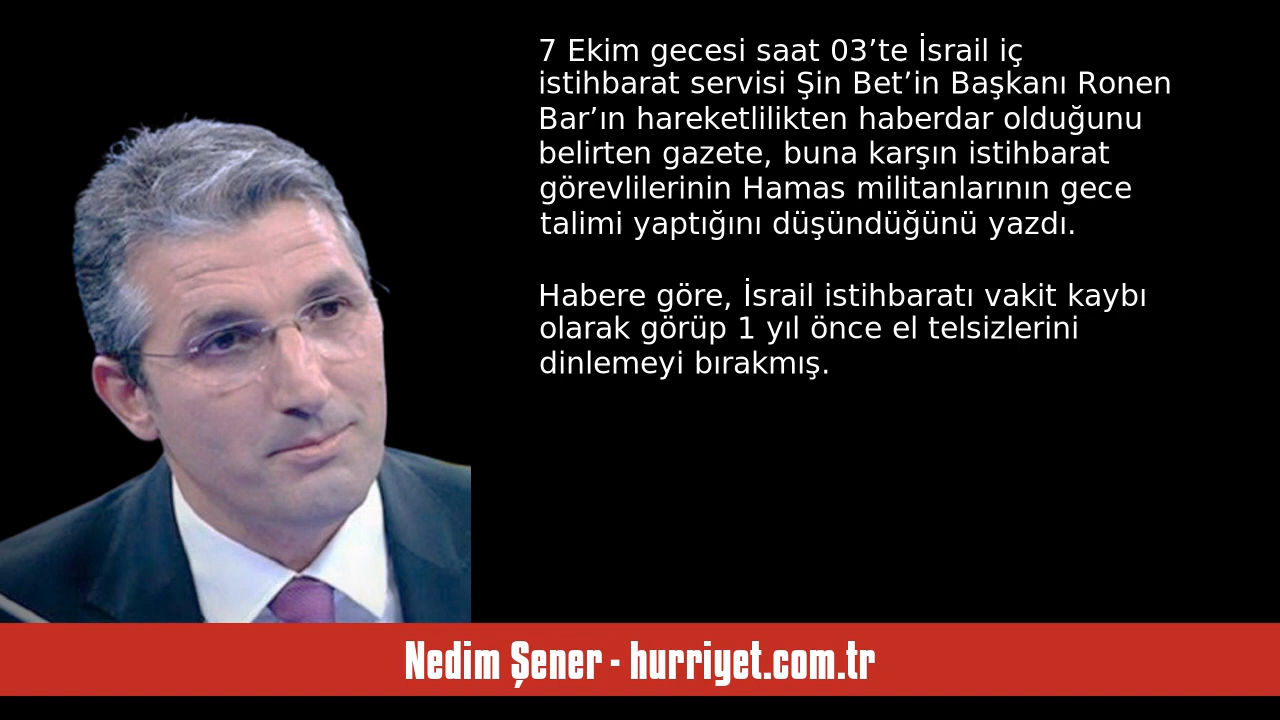 7 Ekim gecesi saat 03’te İsrail iç
istihbarat servisi Şin Bet’in Başkanı Ronen
Bar’ın hareketlilikten haberdar olduğunu
belirten gazete, buna karşın istihbarat
görevlilerinin Hamas militanlarının gece
talimi yaptığını düşündüğünü yazdı.
Habere göre, İsrail istihbaratı vakit kaybı
olarak görüp 1 yıl önce el telsizlerini
dinlemeyi bırakmış.
Nedim Şener - hurriyet.com.tr